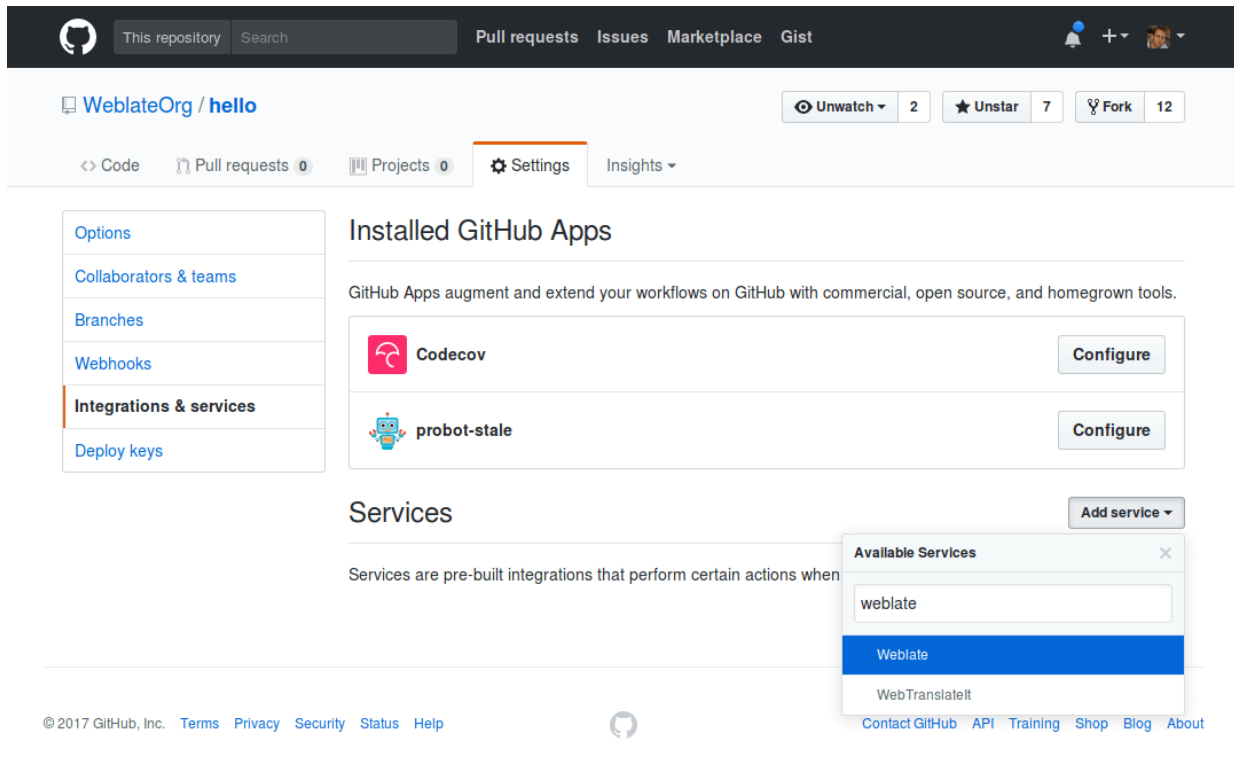 This repository Search Pull requests Issues Marketplace Gist
WeblateOrg / hello Unwatch 2 Unstar 7 Fork 12
Code Pull requests 0 Projects 0 Settings Insights
Options
Collaborators & teams
Branches
Webhooks
Integrations & services
Deploy keys
Installed GitHub Apps
GitHub Apps augment and extend your workflows on GitHub with commercial, open source, and homegrown tools.
Codecov Configure
probot-stale Configure
Services Add service
Services are pre-built integrations that perform certain actions when
Available Services
weblate
Weblate
WebTranslateIt
© 2017 GitHub, Inc. Terms Privacy Security Status Help Contact GitHub API Training Shop Blog About